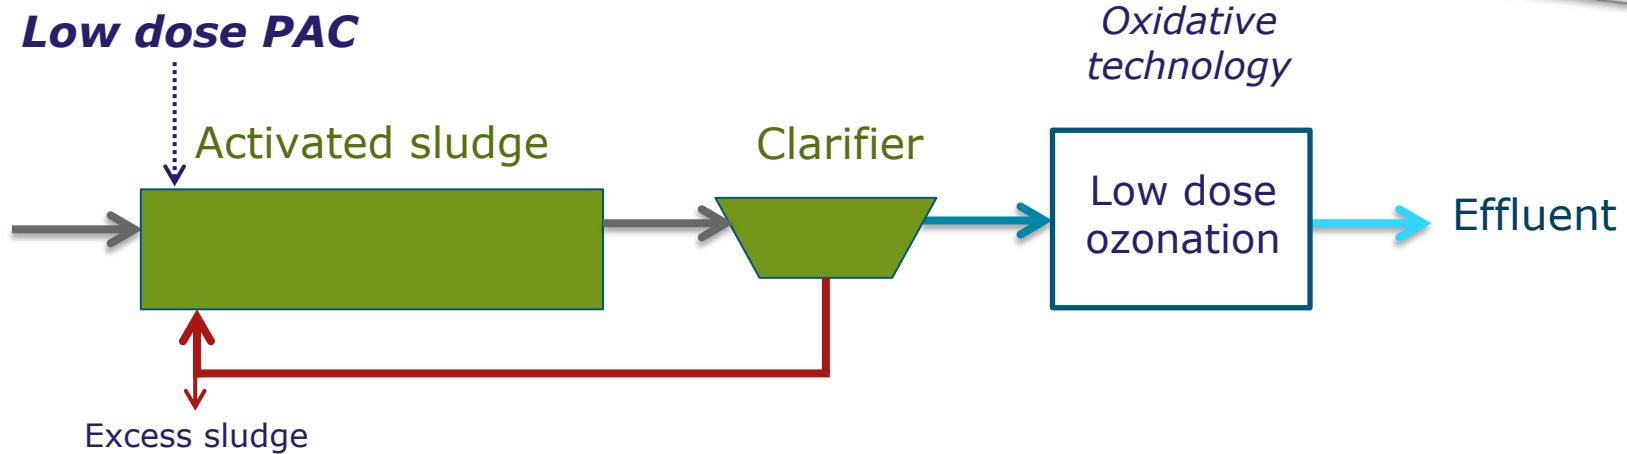 Low dose PAC
Oxidative
technology
Activated sludge
Clarifier
Low dose
ozonation
Effluent
Excess sludge